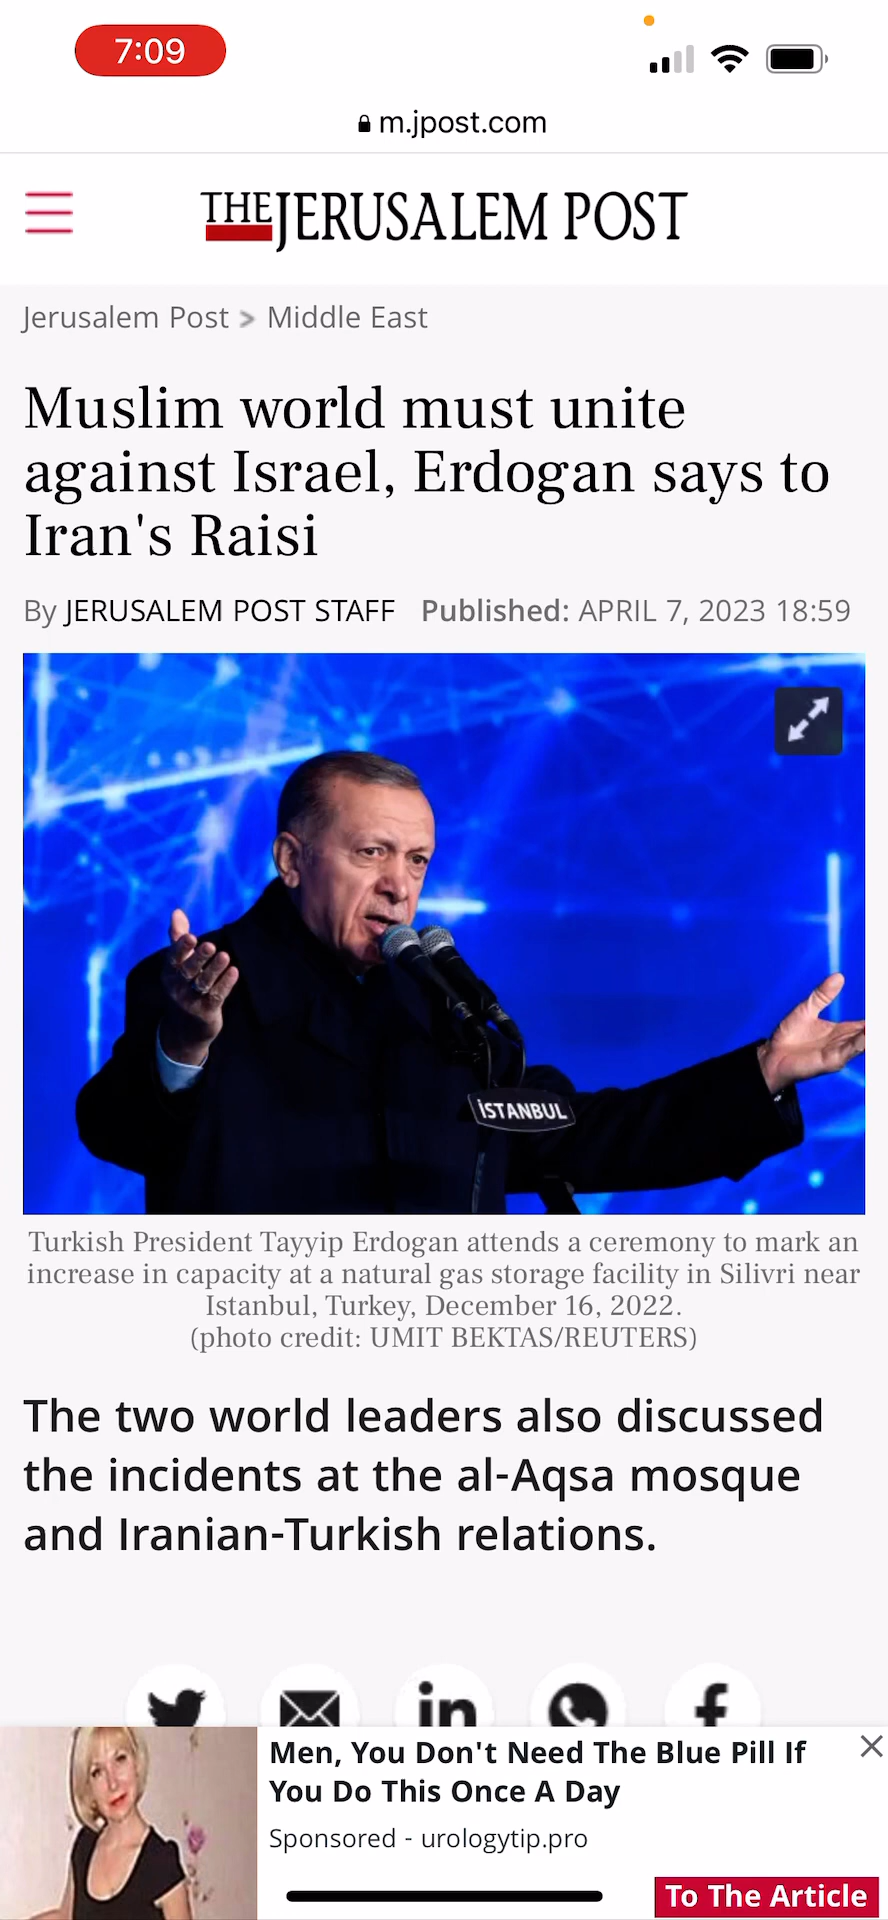 7:09
m.jpost.com
THE JERUSALEM POST
Jerusalem Post > Middle East
Muslim world must unite
against Israel, Erdogan says to
Iran's Raisi
By JERUSALEM POST STAFF Published: APRIL 7, 2023 18:59
İSTANBUL
Turkish President Tayyip Erdogan attends a ceremony to mark an
increase in capacity at a natural gas storage facility in Silivri near
Istanbul, Turkey, December 16, 2022.
(photo credit: UMIT BEKTAS/REUTERS)
The two world leaders also discussed
the incidents at the al-Aqsa mosque
and Iranian-Turkish relations.
in f
Men, You Don't Need The Blue Pill If
You Do This Once A Day
Sponsored - urologytip.pro
To The Article